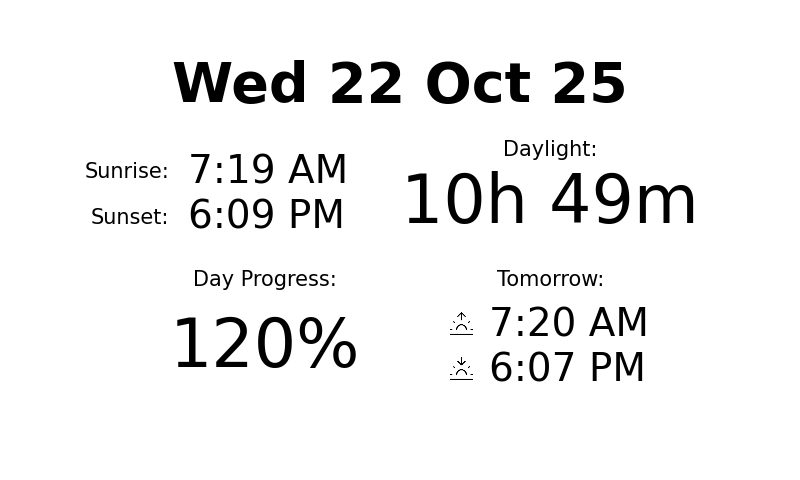 Wed 22 Oct 25
Sunrise: 7:19 AM
Sunset: 6:09 PM
Daylight:
10h 49m
Day Progress:
120%
Tomorrow:
7:20 AM
6:07 PM